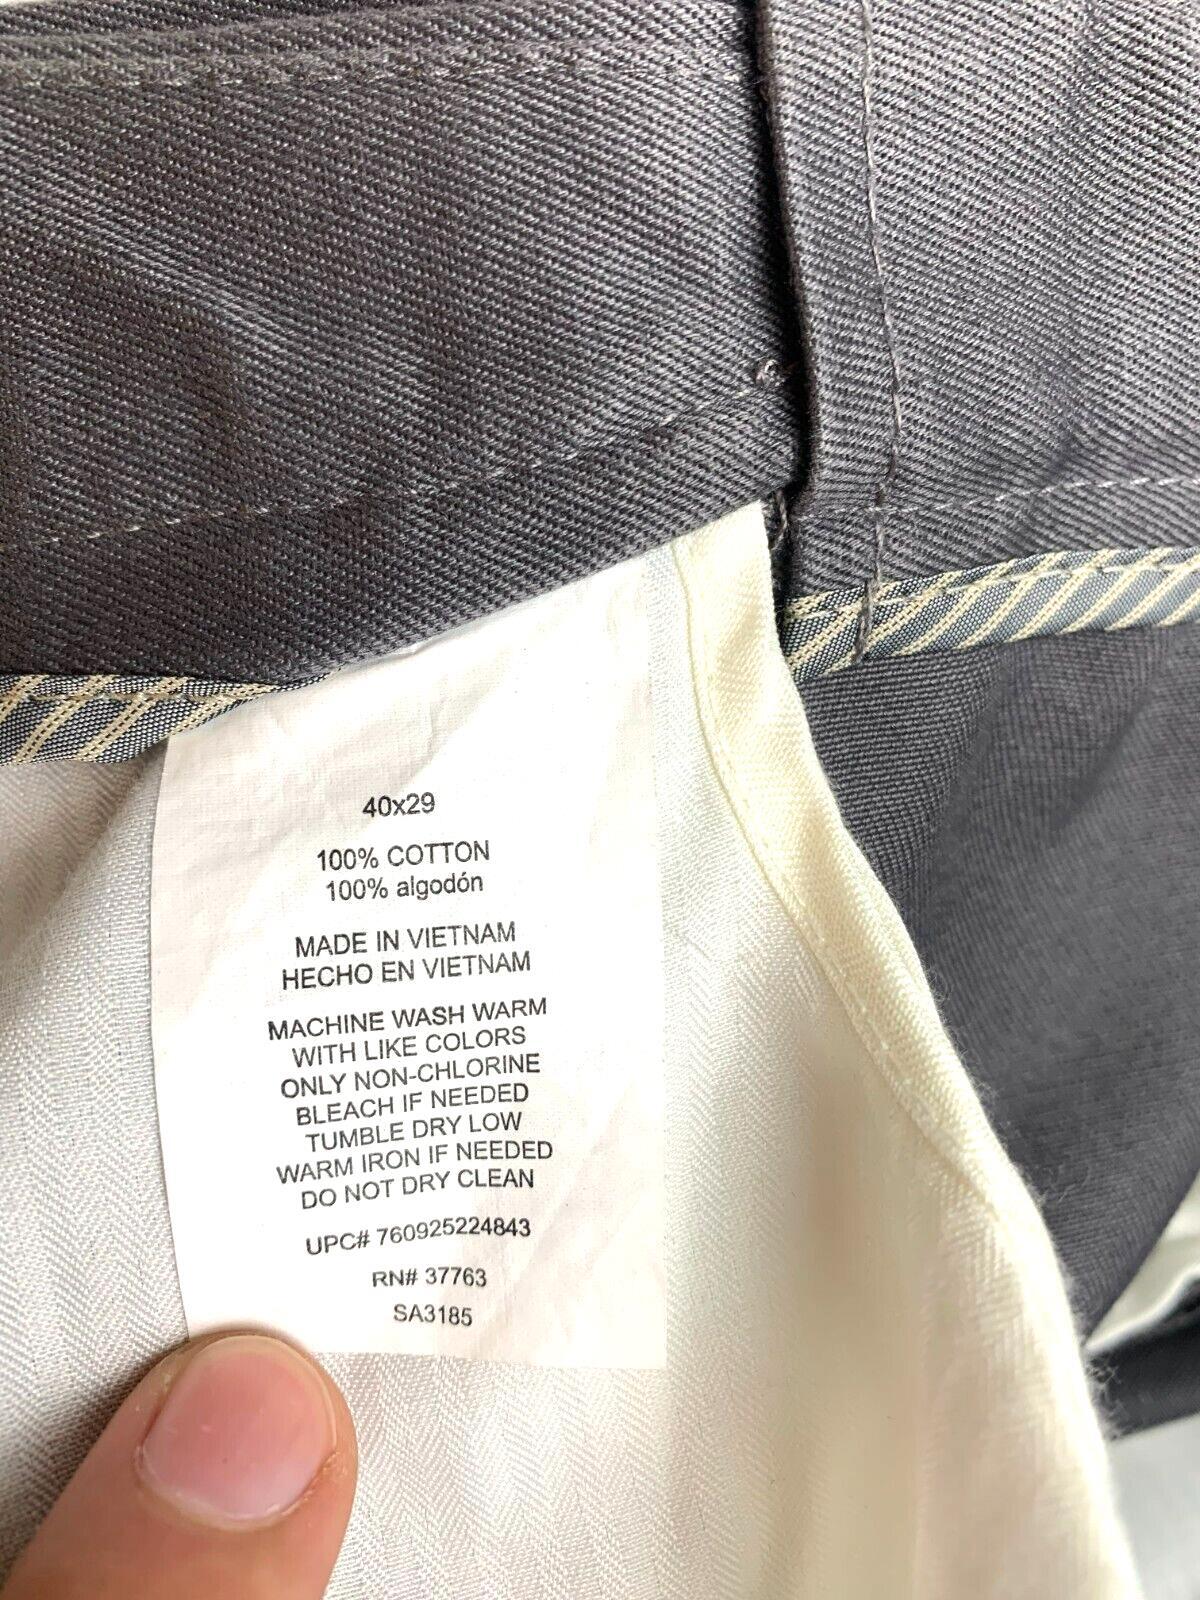 40x29
100% COTTON
100% algodón
MADE IN VIETNAM
HECHO EN VIETNAM
MACHINE WASH WARM
WITH LIKE COLORS
ONLY NON-CHLORINE
BLEACH IF NEEDED
TUMBLE DRY LOW
WARM IRON IF NEEDED
DO NOT DRY CLEAN
UPC# 760925224843
RN# 37763
SA3185